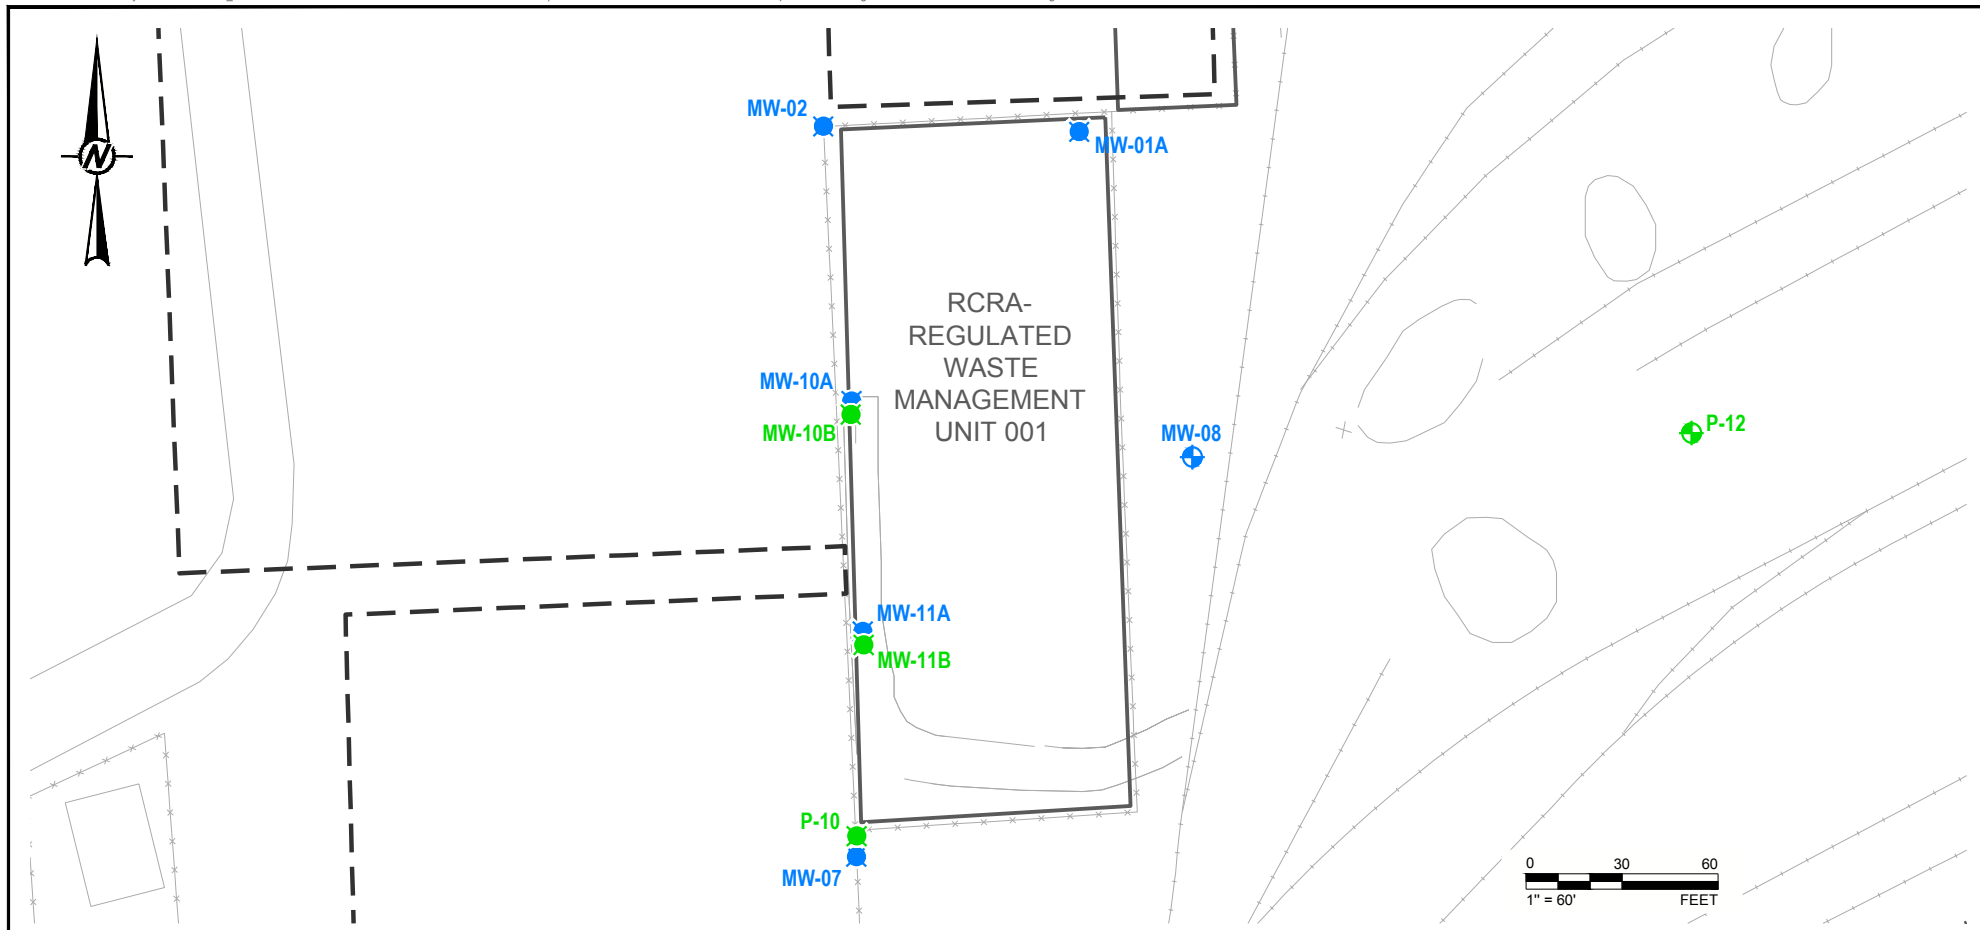 N
MW-02
MW-01A
RCRA-
REGULATED
WASTE
MANAGEMENT
UNIT 001
MW-10A
MW-10B
MW-08
P-12
MW-11A
MW-11B
P-10
MW-07
0 30 60
1" = 60' FEET